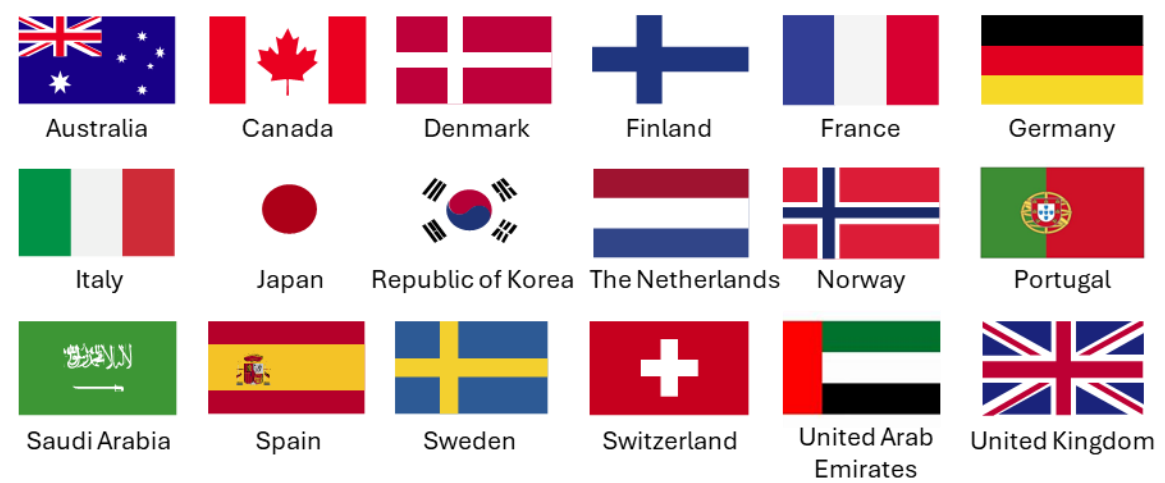 Australia
Canada
Denmark
Finland
France
Germany
Italy
Japan
Republic of Korea
The Netherlands
Norway
Portugal
Saudi Arabia
Spain
Sweden
Switzerland
United Arab
Emirates
United Kingdom